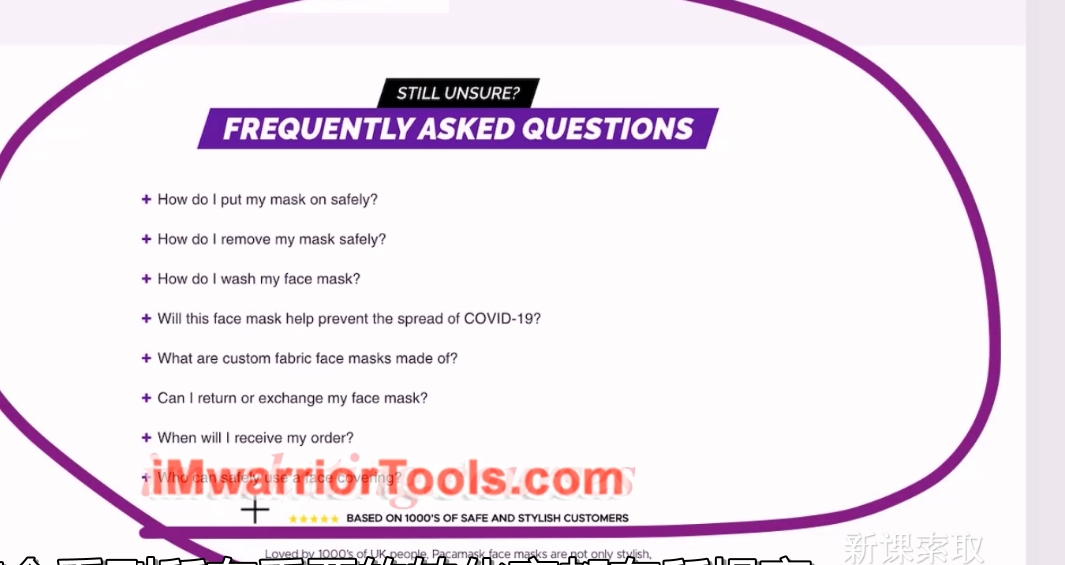 STILL UNSURE?
FREQUENTLY ASKED QUESTIONS
+ How do I put my mask on safely?
+ How do I remove my mask safely?
+ How do I wash my face mask?
+ Will this face mask help prevent the spread of COVID-19?
+ What are custom fabric face masks made of?
+ Can I return or exchange my face mask?
+ When will I receive my order?
+ Who can safely use a face covering?
iMwarriorTools.com
BASED ON 1000'S OF SAFE AND STYLISH CUSTOMERS
新课索取
Loved by 1000's of UK people, Pacamask face masks are not only stylish,